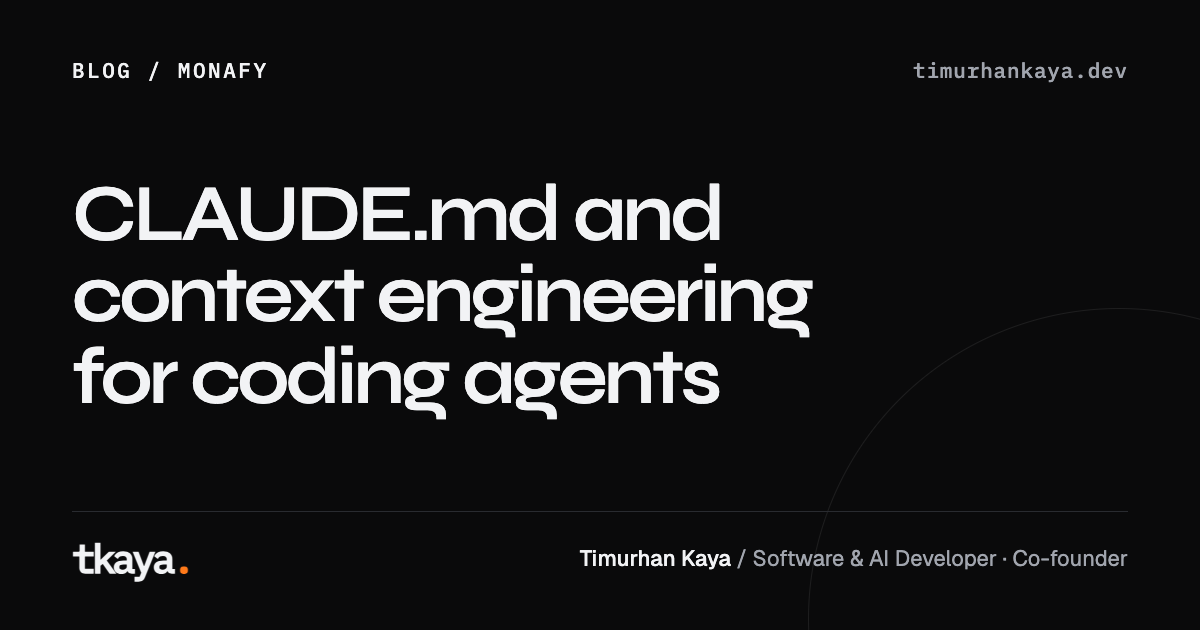 BLOG / MONAFY
timurhankaya.dev
CLAUDE.md and
context engineering
for coding agents
tkaya.
Timurhan Kaya / Software & AI Developer · Co-founder